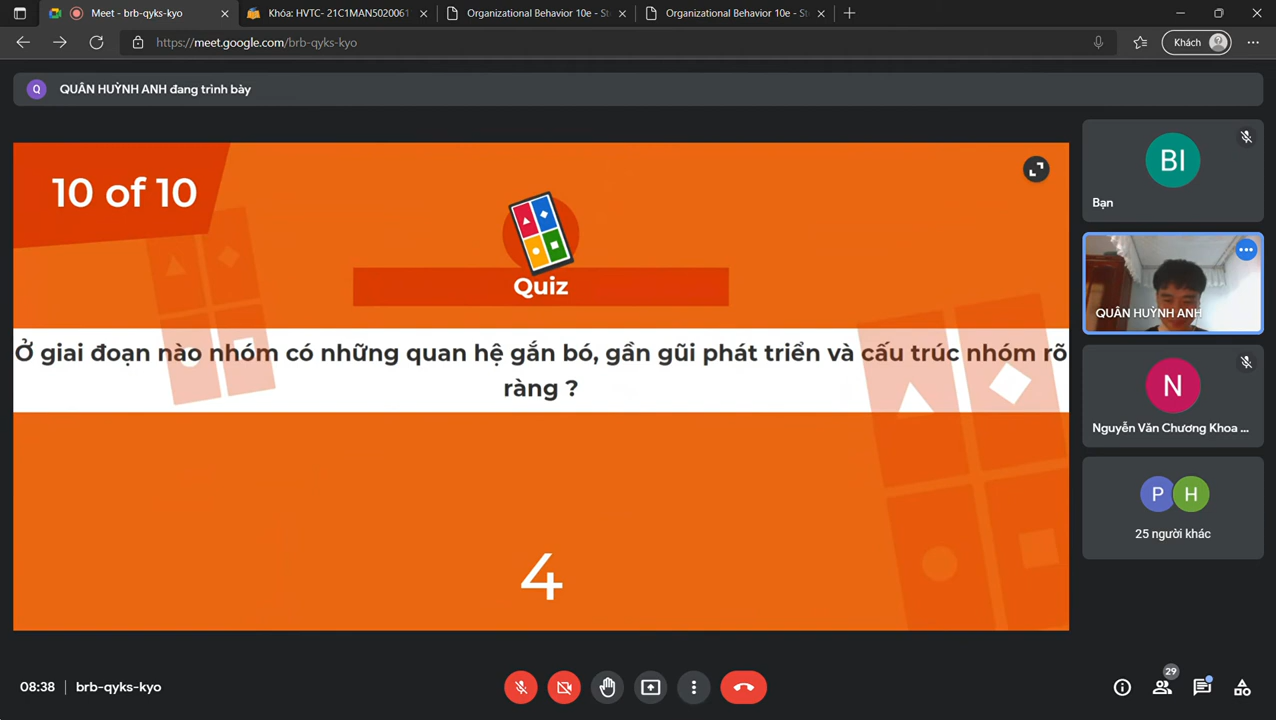 Meet - brb-qyks-kyo
Khóa: HVTC- 21C1MAN5020061
Organizational Behavior 10e - St
Organizational Behavior 10e - St
https://meet.google.com/brb-qyks-kyo
Khách
Q
QUÂN HUỲNH ANH đang trình bày
10 of 10
Quiz
Ở giai đoạn nào nhóm có những quan hệ gắn bó, gần gũi phát triển và cấu trúc nhóm rõ
ràng ?
4
BI
Bạn
QUÂN HUỲNH ANH
N
Nguyễn Văn Chương Khoa ...
P
H
25 người khác
08:38
brb-qyks-kyo
29